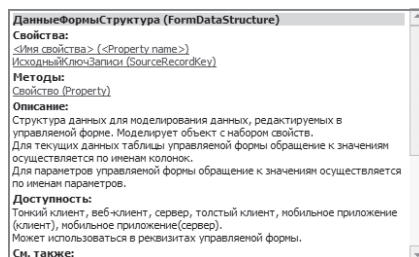 ДанныеФормыСтруктура (FormDataStructure)
Свойства:
<Имя свойства> (<Property name>)
ИсходныйКлючЗаписи (SourceRecordKey)
Методы:
Свойство (Property)
Описание:
Структура данных для моделирования данных, редактируемых в
управляемой форме. Моделирует объект с набором свойств.
Для текущих данных таблицы управляемой формы обращение к значениям
осуществляется по именам колонок.
Для параметров управляемой формы обращение к значениям осуществляется
по именам параметров.
Доступность:
Тонкий клиент, веб-клиент, сервер, толстый клиент, мобильное приложение
(клиент), мобильное приложение(сервер).
Может использоваться в реквизитах управляемой формы.
См. также: